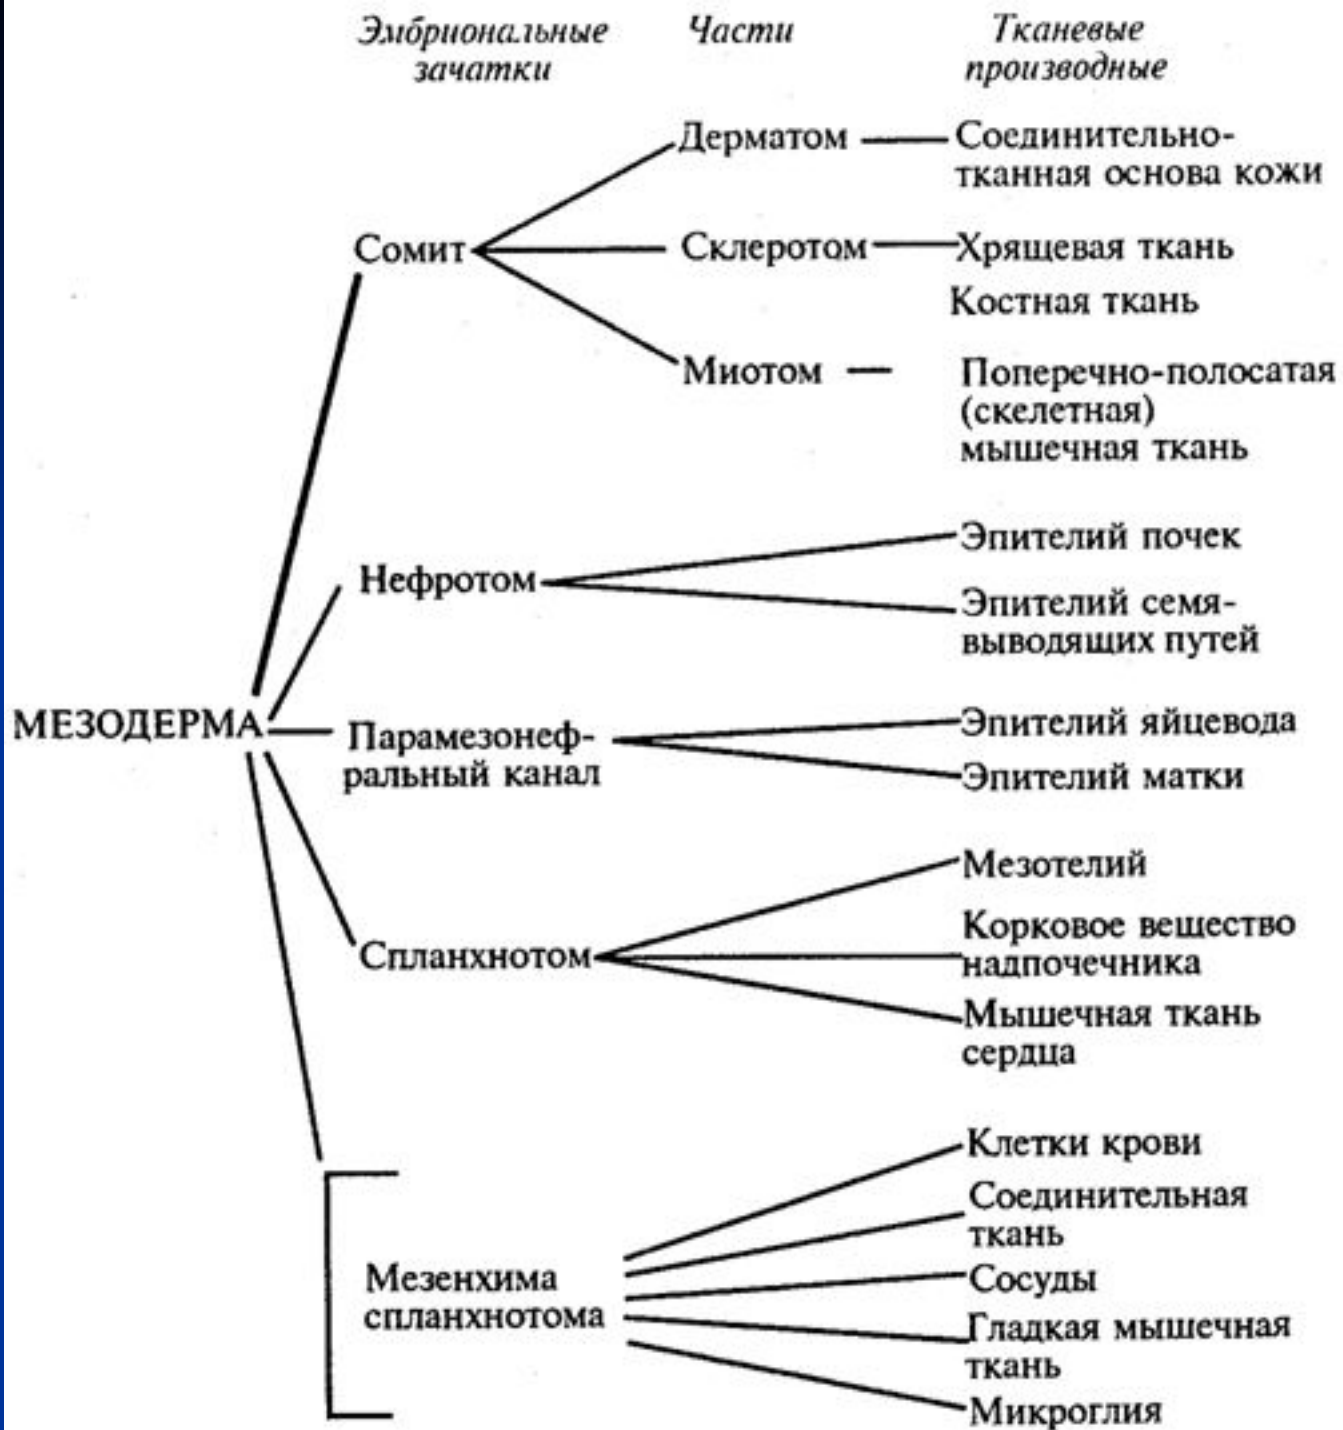 Эмбриональные
зачатки
Части
Тканевые
производные
Дерматом
Соединительно-
тканная основа кожи
Сомит
Склеротом
Хрящевая ткань
Костная ткань
Миотом
Поперечно-полосатая
(скелетная)
мышечная ткань
Нефротом
Эпителий почек
Эпителий семя-
выводящих путей
МЕЗОДЕРМА
Парамезонеф-
ральный канал
Эпителий яйцевода
Эпителий матки
Спланхнотом
Мезотелий
Корковое вещество
надпочечника
Мышечная ткань
сердца
Мезенхима
спланхнотома
Клетки крови
Соединительная
ткань
Сосуды
Гладкая мышечная
ткань
Микроглия